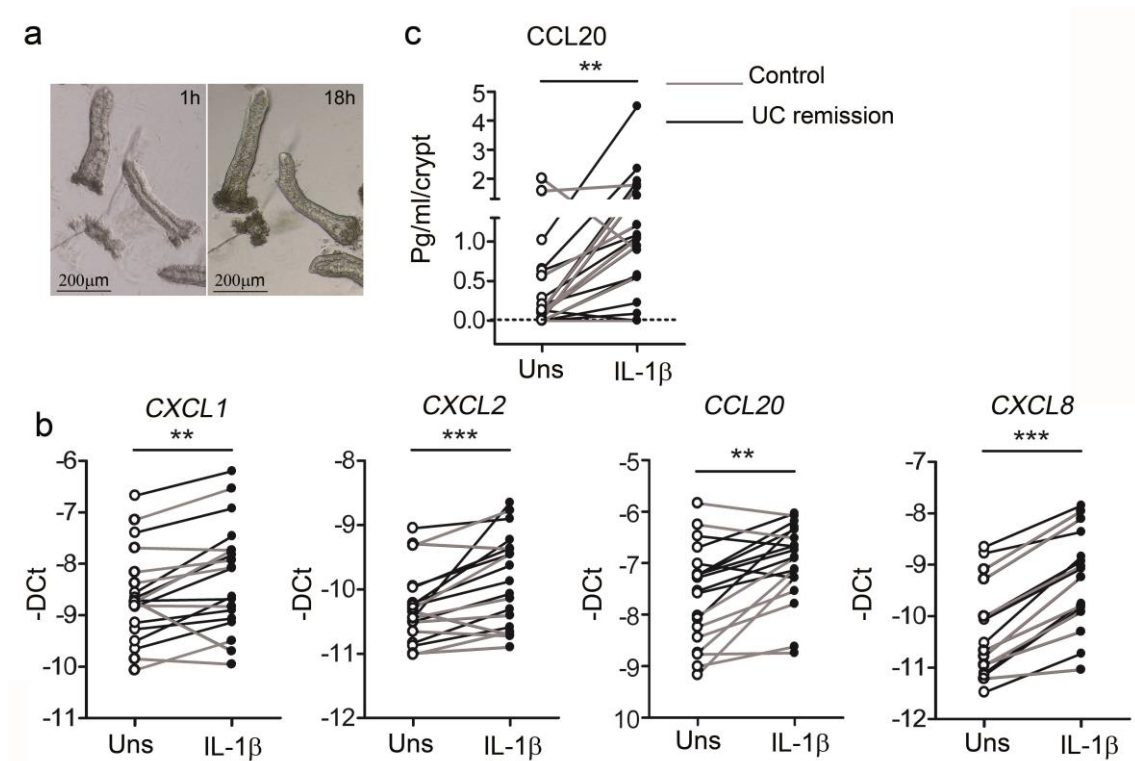 a
1h
18h
200μm
200μm
c
CCL20
**
Control
UC remission
Pg/ml/crypt
5
4
3
2
1.0
0.5
0.0
Uns
IL-1β
b
CXCL1
**
-DCt
-6
-7
-8
-9
-10
-11
Uns
IL-1β
CXCL2
***
-DCt
-8
-9
-10
-11
-12
Uns
IL-1β
CCL20
**
-DCt
-5
-6
-7
-8
-9
10
Uns
IL-1β
CXCL8
***
-DCt
-7
-8
-9
-10
-11
-12
Uns
IL-1β